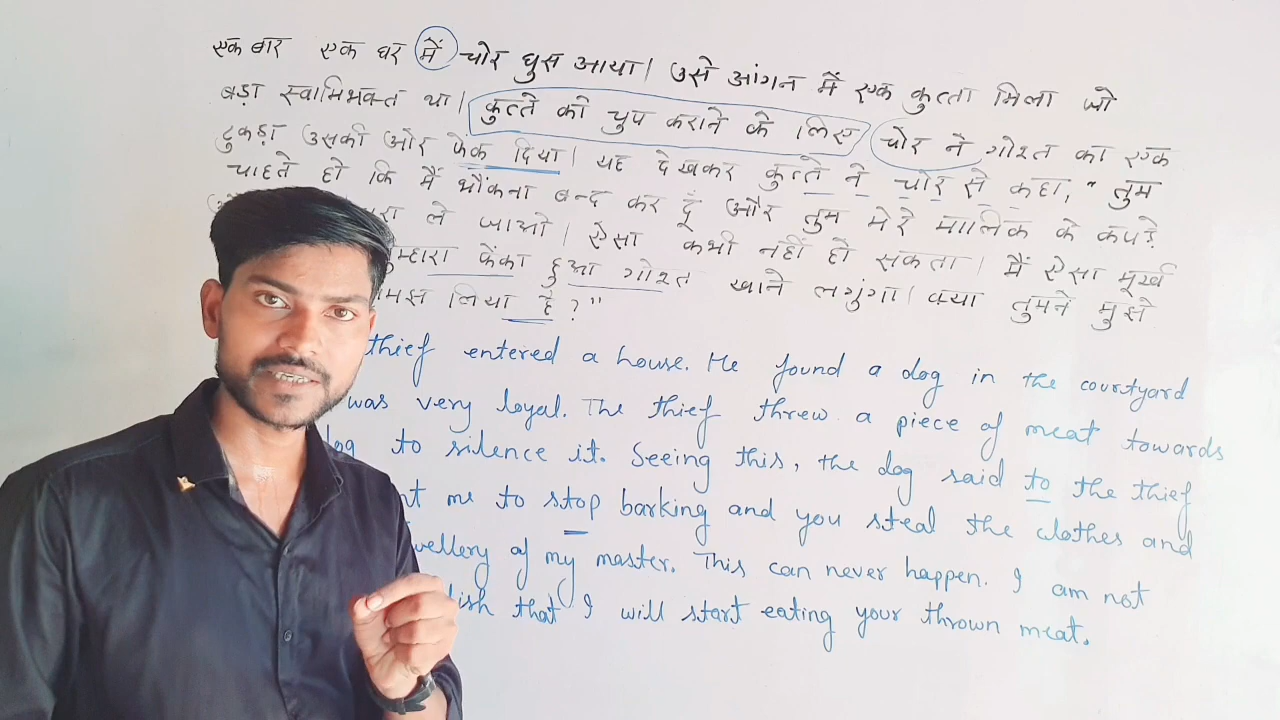 एक बार एक घर में चोर घुस आया। उसे आंगन में एक कुत्ता मिला जो
बड़ा स्वामिभक्त था। कुत्ते को चुप कराने के लिए चोर ने गोश्त का एक
टुकड़ा उसकी ओर फेंक दिया। यह देखकर कुत्ते ने चोर से कहा, "तुम
चाहते हो कि मैं भौंकना बन्द कर दूं और तुम मेरे मालिक के कपड़े
ले जाओ। ऐसा कभी नहीं हो सकता। मैं ऐसा मूर्ख
फेंका हुआ गोश्त खाने लगुंगा। क्या तुमने मुझे
लिया है?"
thief entered a house. He found a dog in the courtyard
was very loyal. The thief threw a piece of meat towards
dog to silence it. Seeing this, the dog said to the thief
me to stop barking and you steal the clothes and
of my master. This can never happen. I am not
that I will start eating your thrown meat.